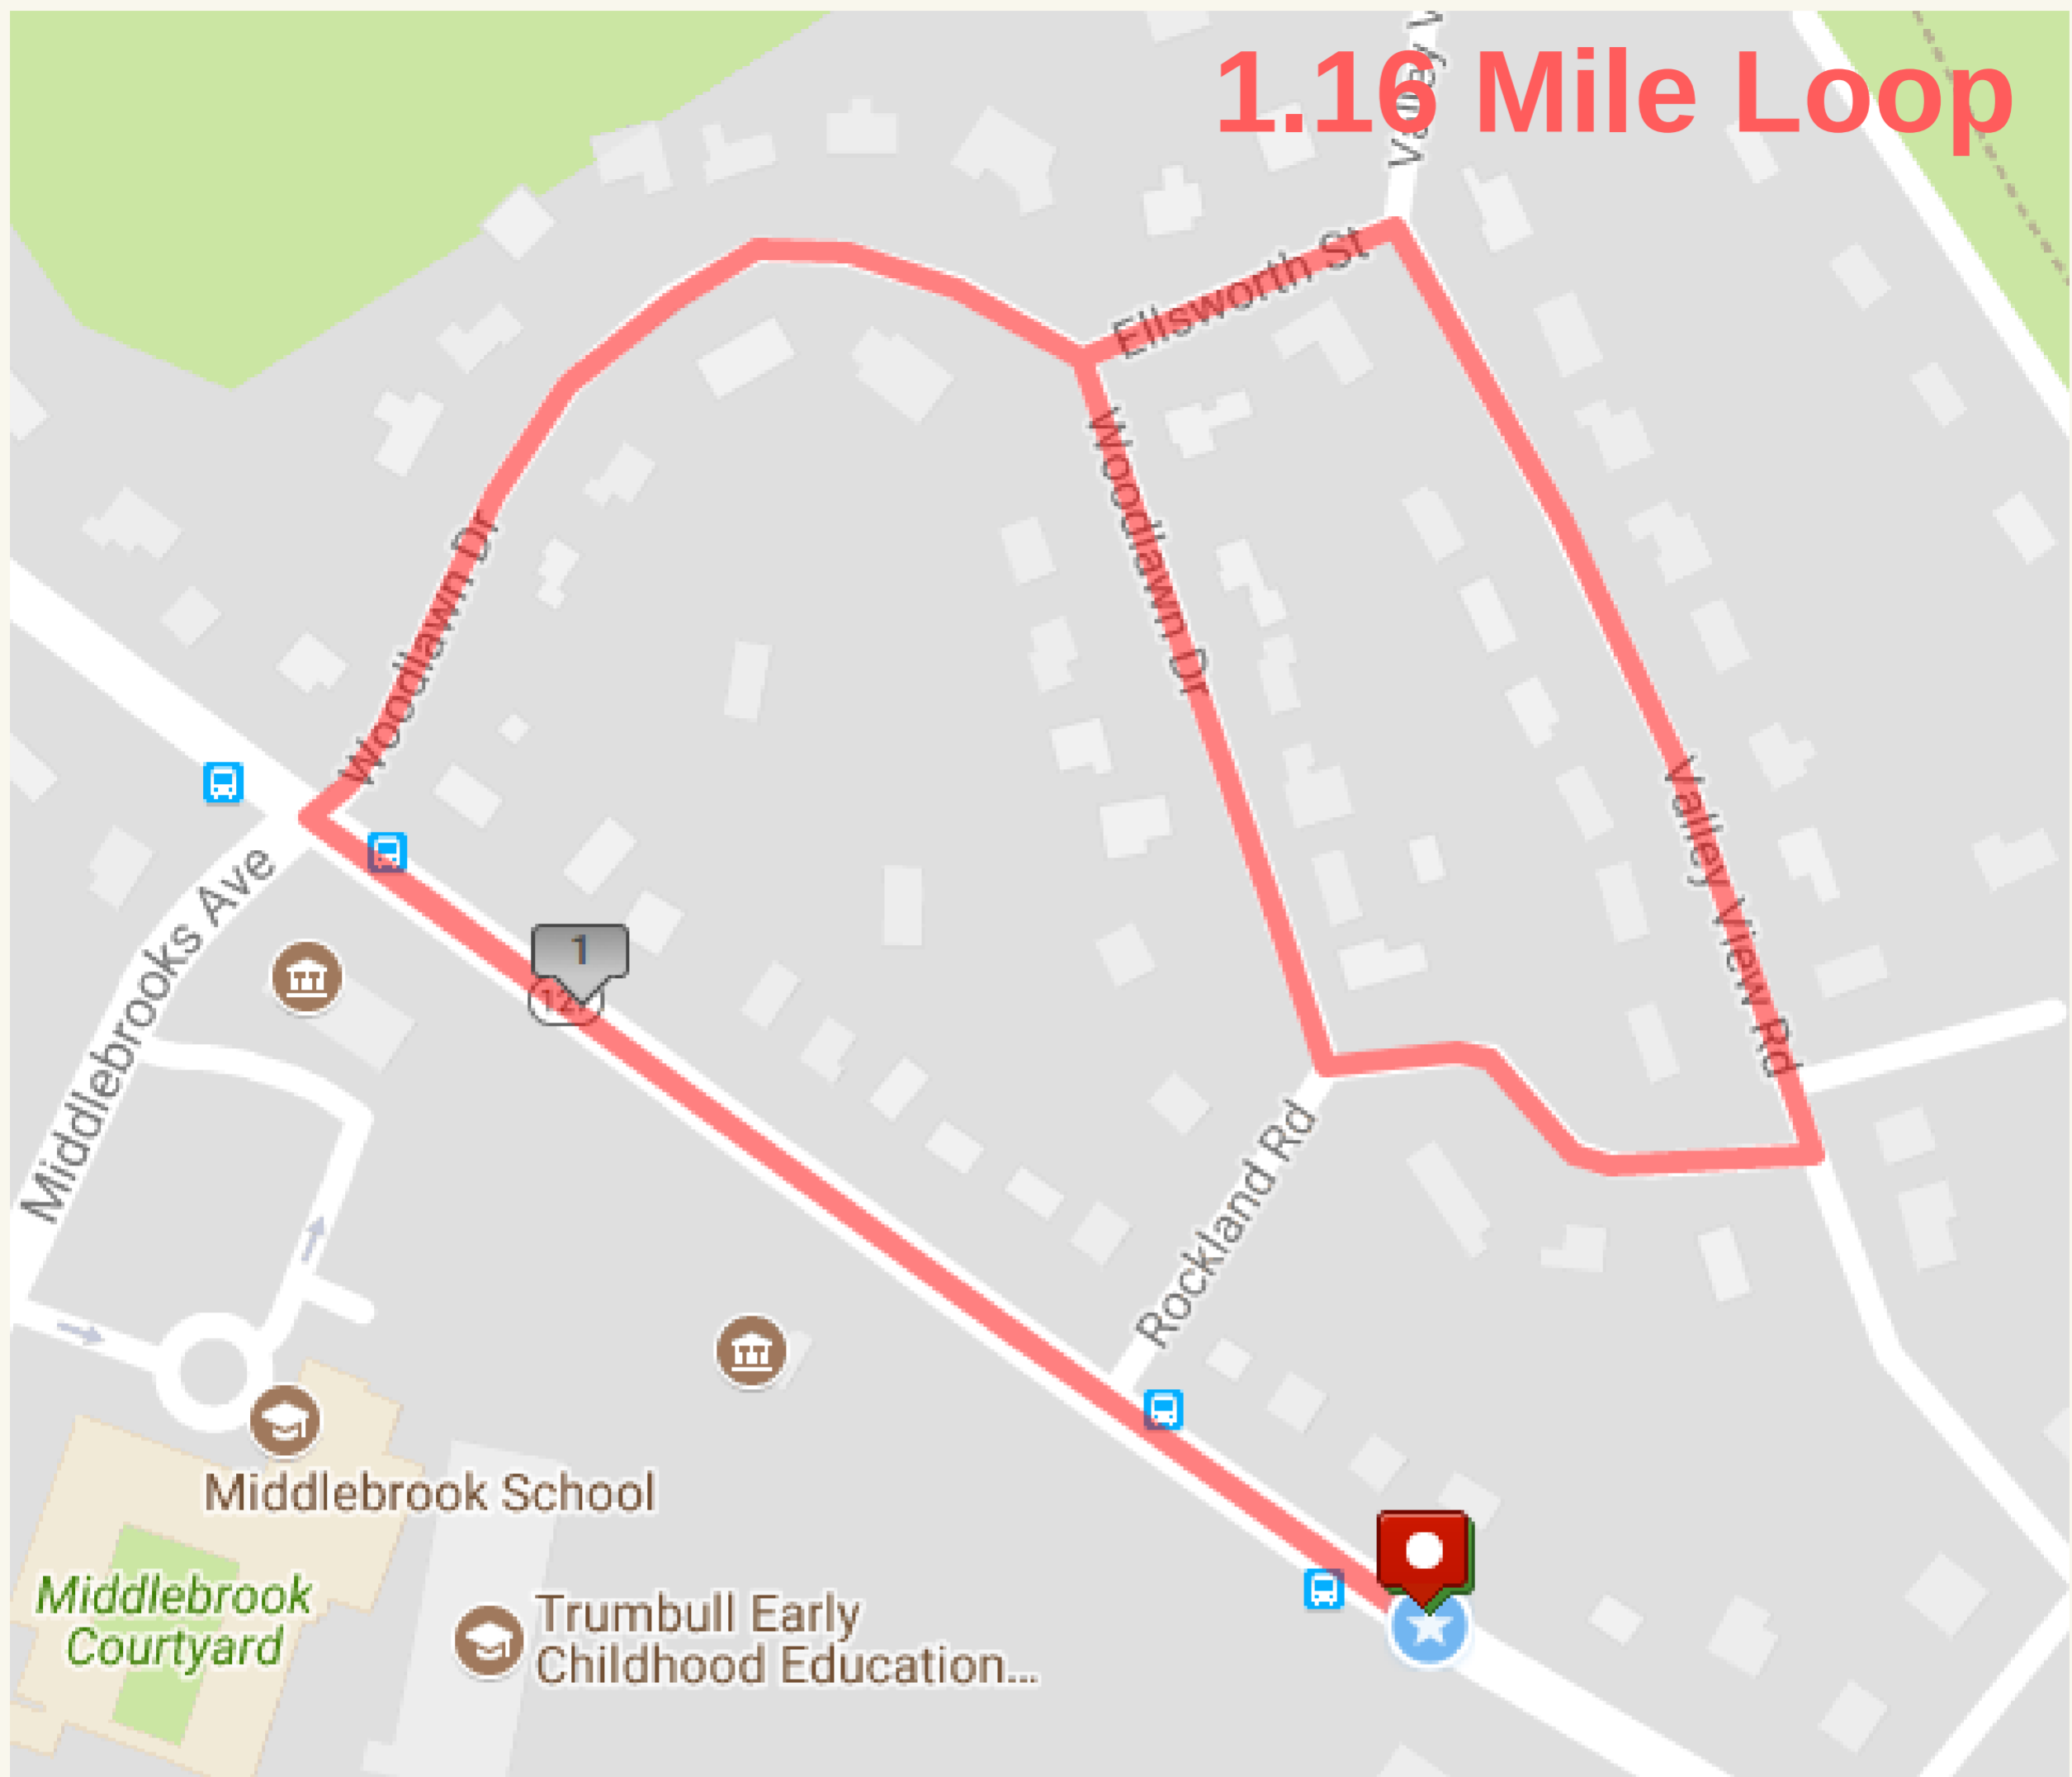 1.16 Mile Loop
Ellsworth St
Woodlawn Dr
Woodlawn Dr
Valley View Rd
Middlebrooks Ave
1
Rockland Rd
Middlebrook School
Middlebrook
Courtyard
Trumbull Early
Childhood Education...